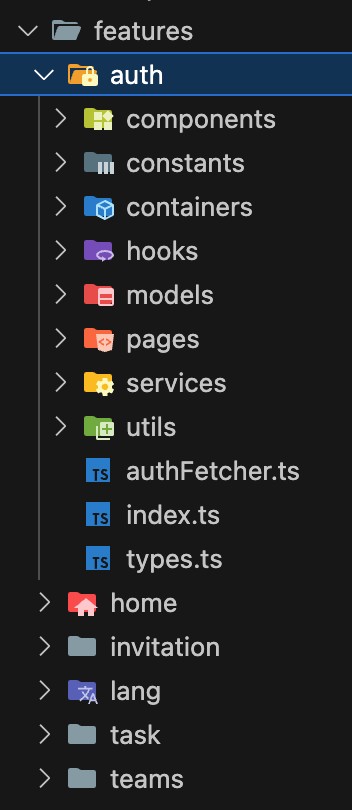 features
auth
components
constants
containers
hooks
models
pages
services
utils
TS authFetcher.ts
TS index.ts
TS types.ts
home
invitation
lang
task
teams